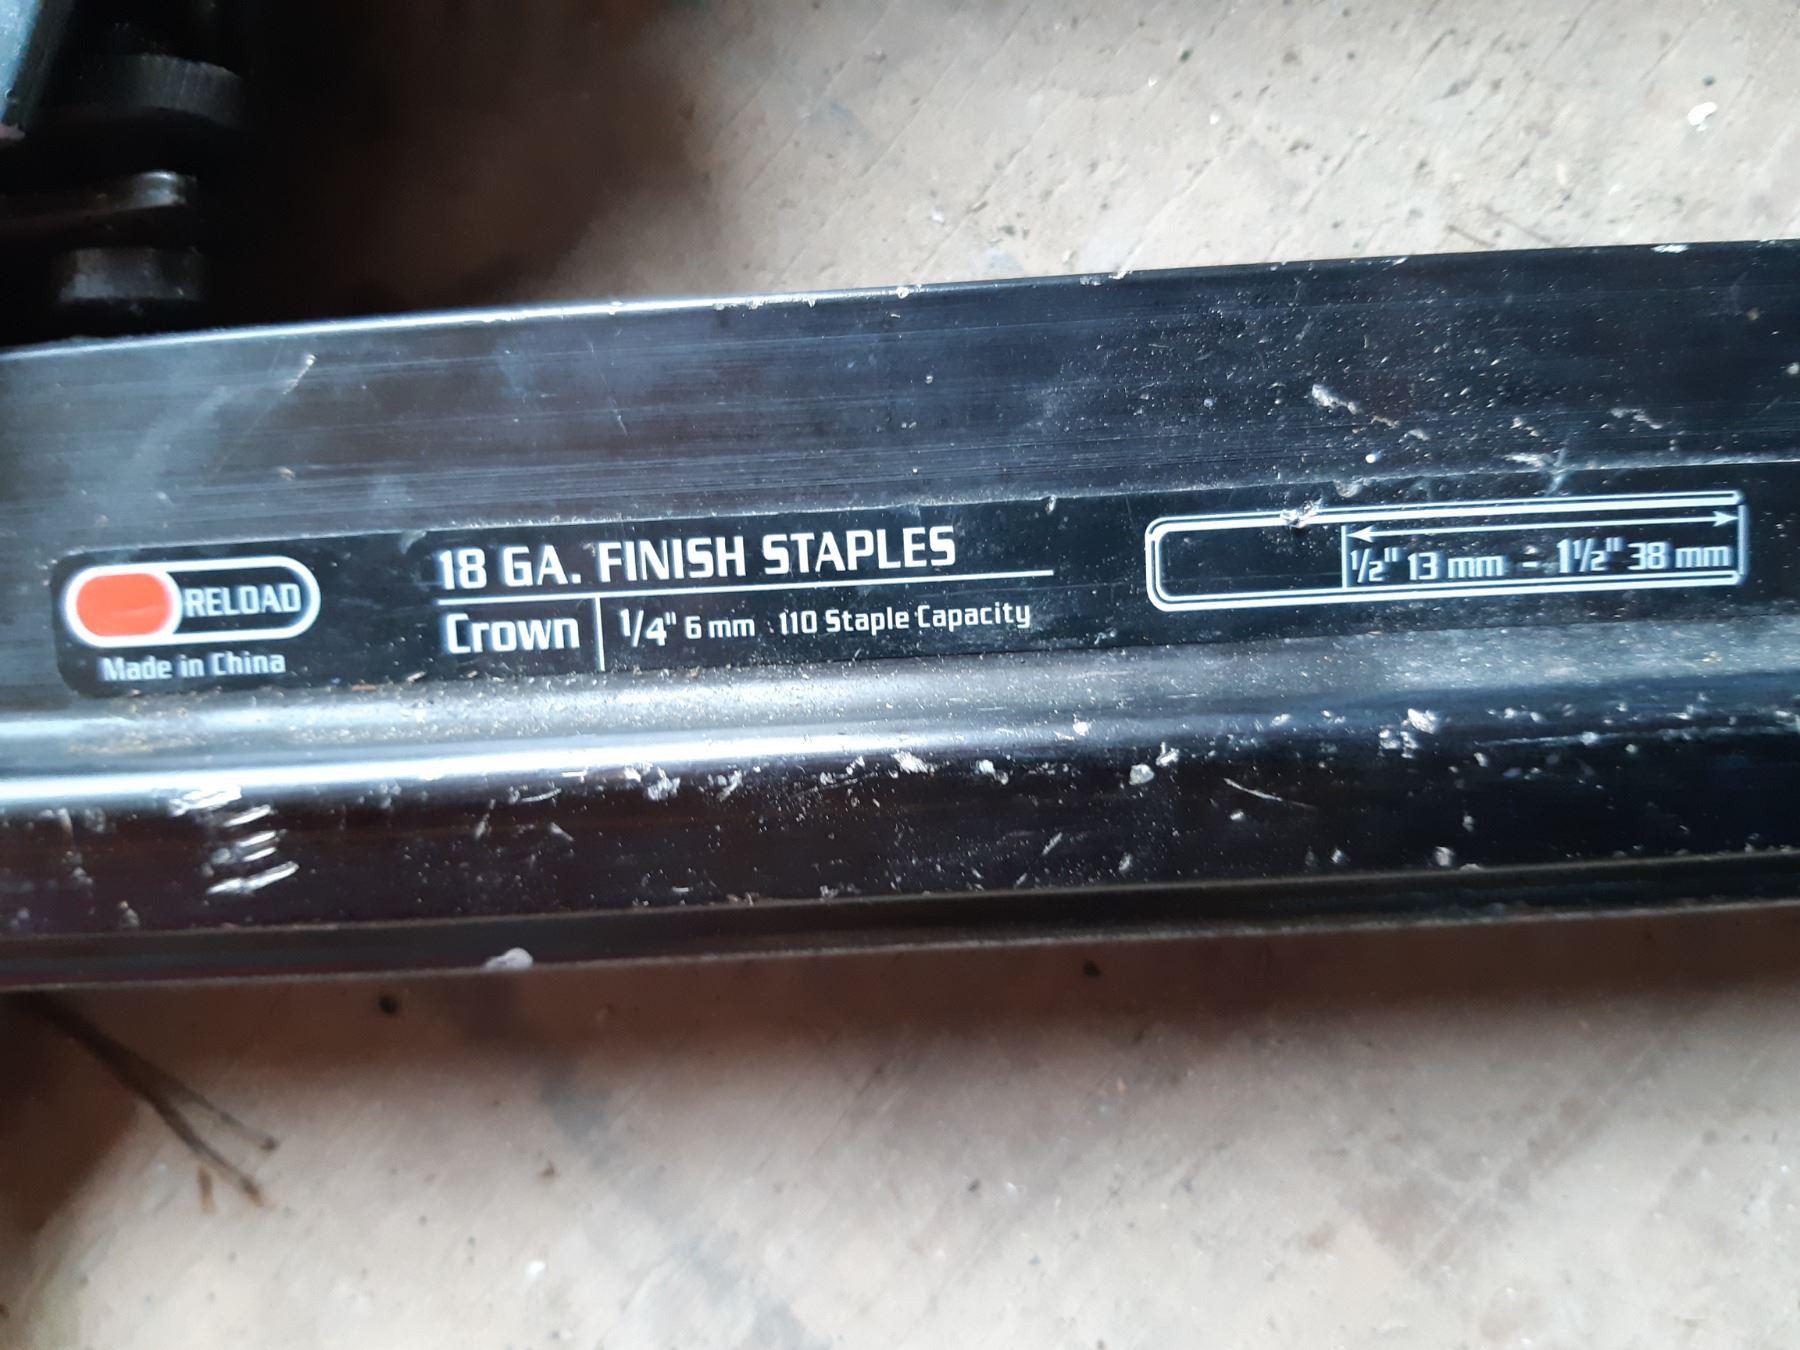 RELOAD
Made in China
18 GA. FINISH STAPLES
Crown 1/4" 6 mm 110 Staple Capacity
1/2" 13 mm - 1 1/2" 38 mm